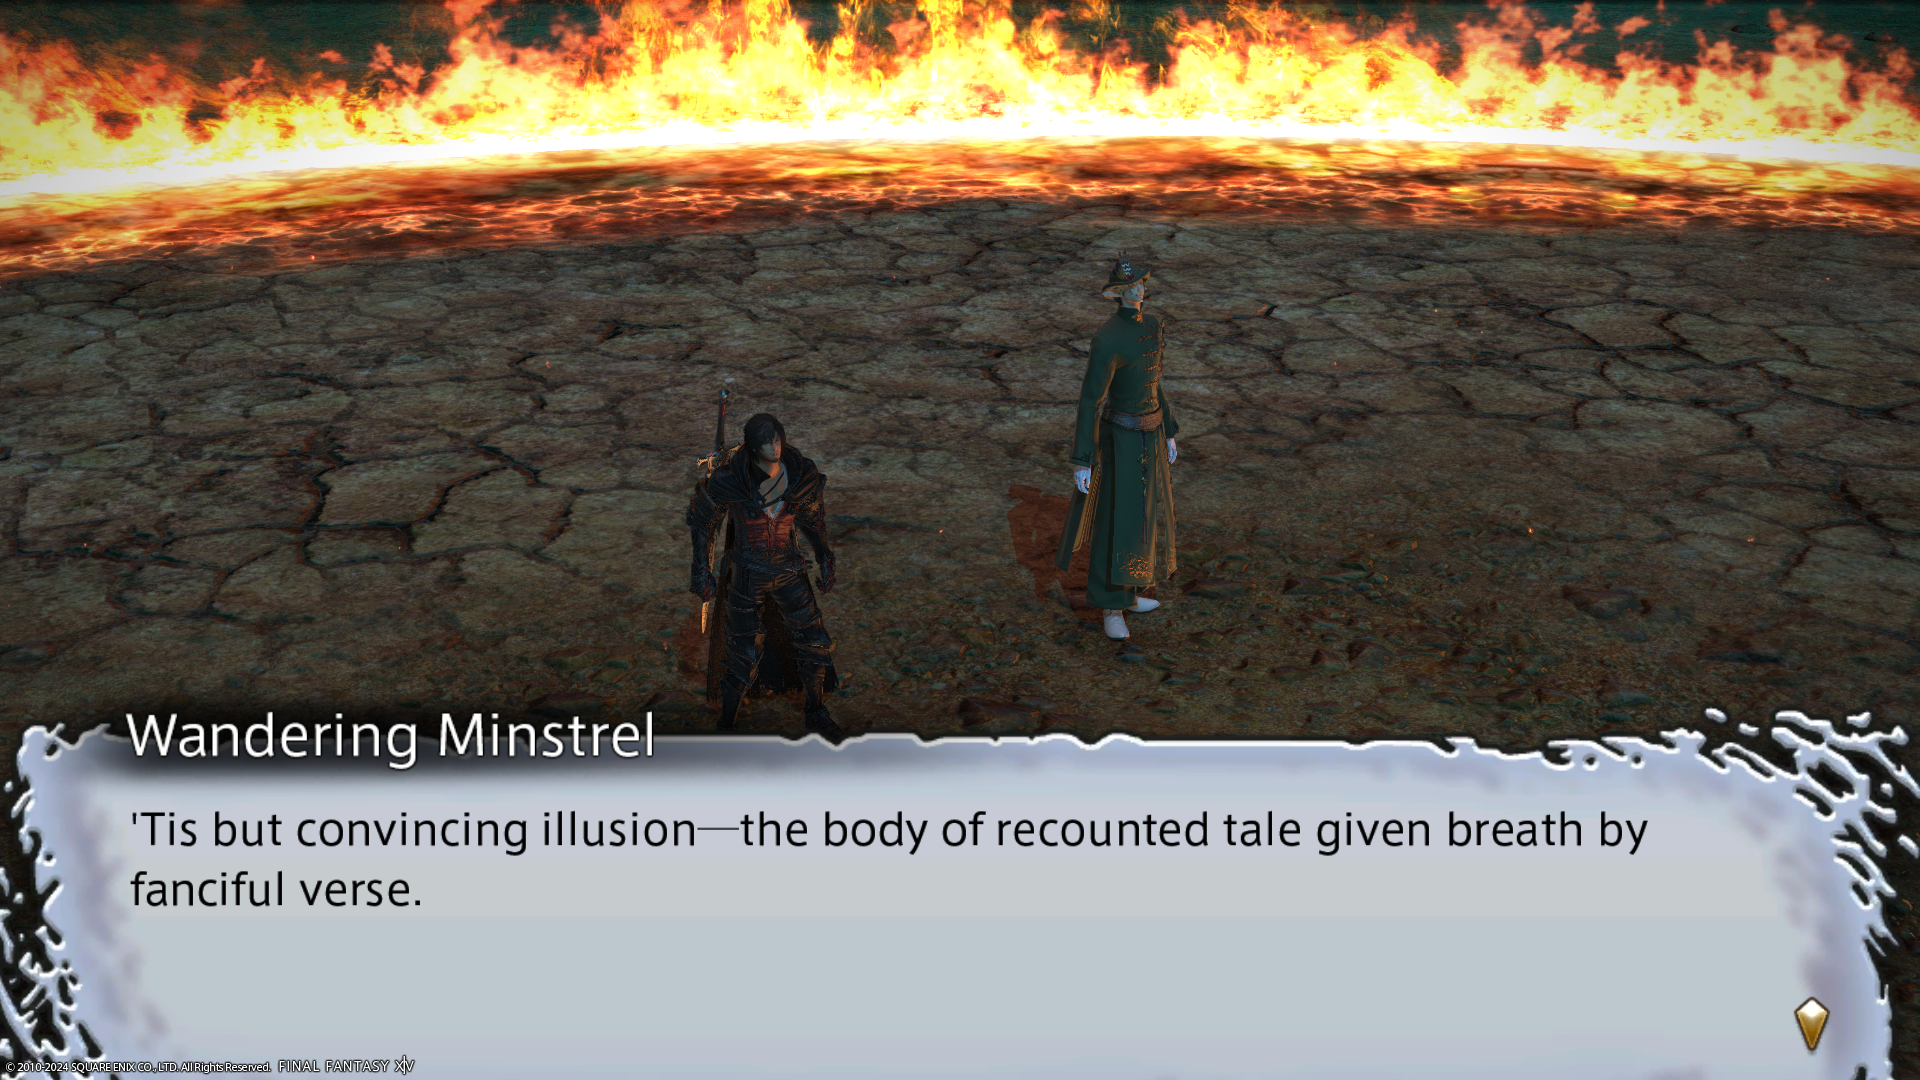 Wandering Minstrel
'Tis but convincing illusion—the body of recounted tale given breath by
fanciful verse.
© 2010-2024 SQUARE ENIX CO., LTD. All Rights Reserved. FINAL FANTASY XIV